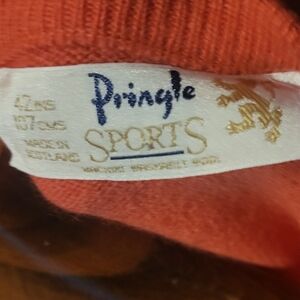 Pringle
42 INS
107 CMS
SPORTS
MADE IN
SCOTLAND